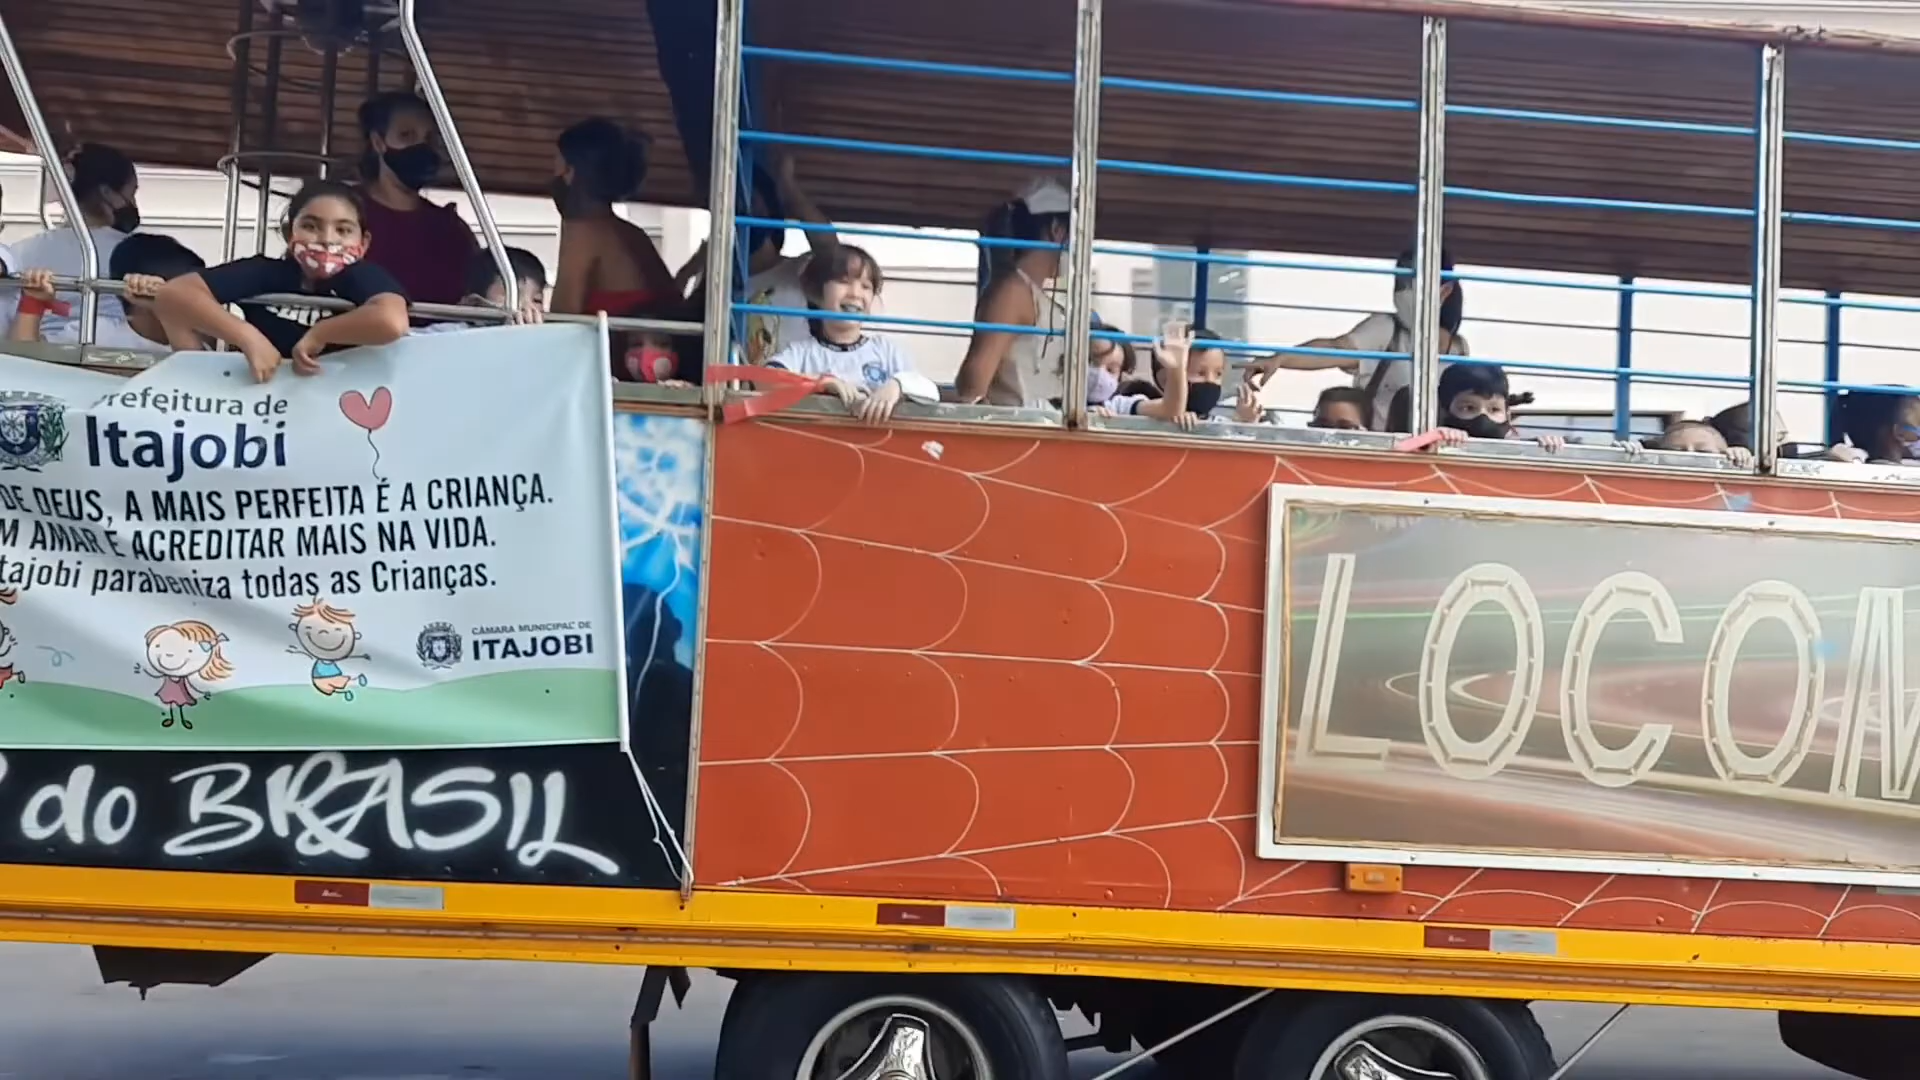 Prefeitura de
Itajobi
DE DEUS, A MAIS PERFEITA É A CRIANÇA.
M AMAR E ACREDITAR MAIS NA VIDA.
tajobi parabeniza todas as Crianças.
CÂMARA MUNICIPAL DE
ITAJOBI
do BRASIL
LOCOM